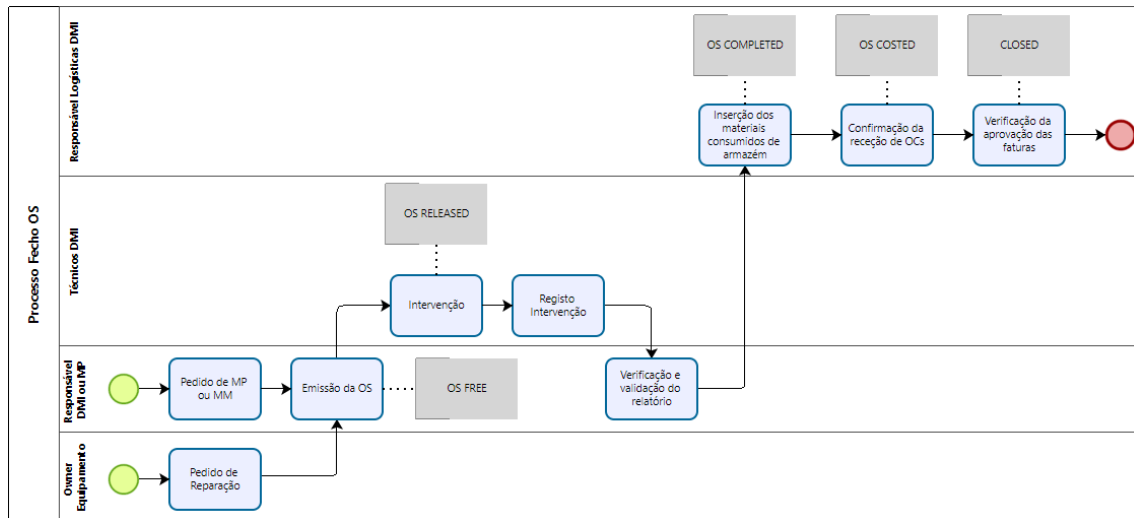 Processo Fecho OS
Responsável Logísticas DMI
OS COMPLETED
OS COSTED
CLOSED
Inserção dos
materiais
consumidos de
armazém
Confirmação da
receção de OCs
Verificação da
aprovação das
faturas
Técnicos DMI
OS RELEASED
Intervenção
Registo
Intervenção
Responsável
DMI ou MP
Pedido de MP
ou MM
Emissão da OS
OS FREE
Verificação e
validação do
relatório
Owner
Equipamento
Pedido de
Reparação